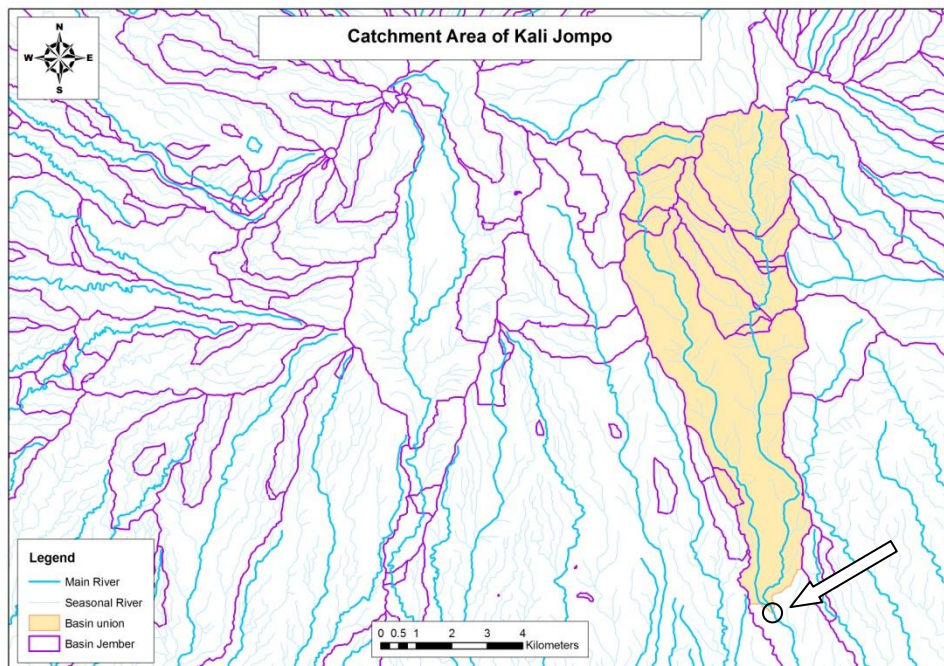 Catchment Area of Kali Jompo
N
W E
S
Legend
Main River
Seasonal River
Basin union
Basin Jember
0 0.5 1 2 3 4
Kilometers